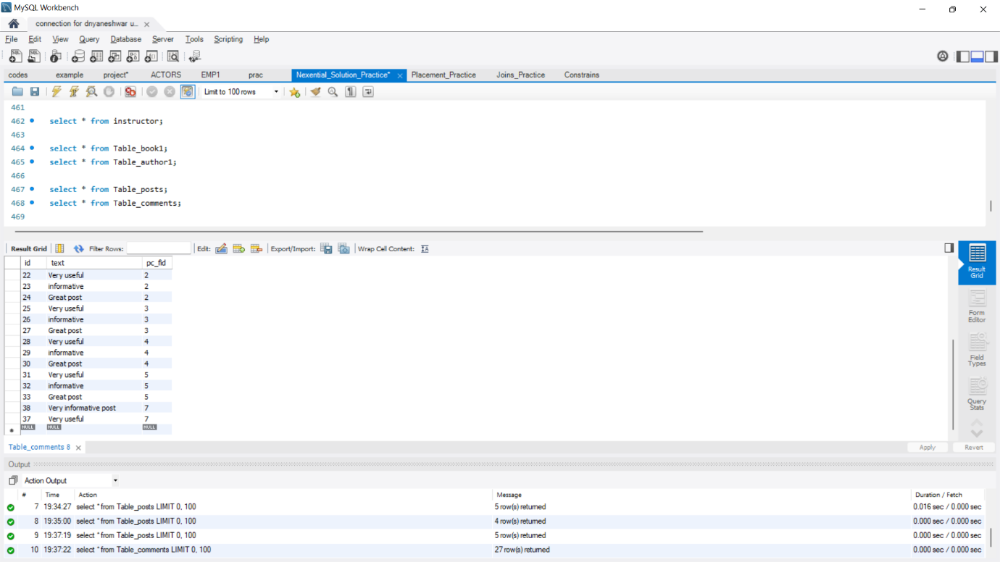 MySQL Workbench
connection for dnyaneshwar u...
File Edit View Query Database Server Tools Scripting Help
codes example project* ACTORS EMP1 prac Nexential_Solution_Practice* Placement_Practice Joins_Practice Constrains
Limit to 100 rows
461
462 select * from instructor;
463
464 select * from Table_book1;
465 select * from Table_author1;
466
467 select * from Table_posts;
468 select * from Table_comments;
469
Result Grid Filter Rows: Edit: Export/Import: Wrap Cell Content:
id text pc_fid
22 Very useful 2
23 informative 2
24 Great post 2
25 Very useful 3
26 informative 3
27 Great post 3
28 Very useful 4
29 informative 4
30 Great post 4
31 Very useful 5
32 informative 5
33 Great post 5
38 Very informative post 7
37 Very useful 7
NULL NULL NULL
Result
Grid
Form
Editor
Field
Types
Query
Stats
Table_comments 8 Apply Revert
Output
Action Output
# Time Action Message Duration / Fetch
7 19:34:27 select * from Table_posts LIMIT 0, 100 5 row(s) returned 0.016 sec / 0.000 sec
8 19:35:00 select * from Table_posts LIMIT 0, 100 4 row(s) returned 0.000 sec / 0.000 sec
9 19:37:19 select * from Table_posts LIMIT 0, 100 5 row(s) returned 0.000 sec / 0.000 sec
10 19:37:22 select * from Table_comments LIMIT 0, 100 27 row(s) returned 0.000 sec / 0.000 sec